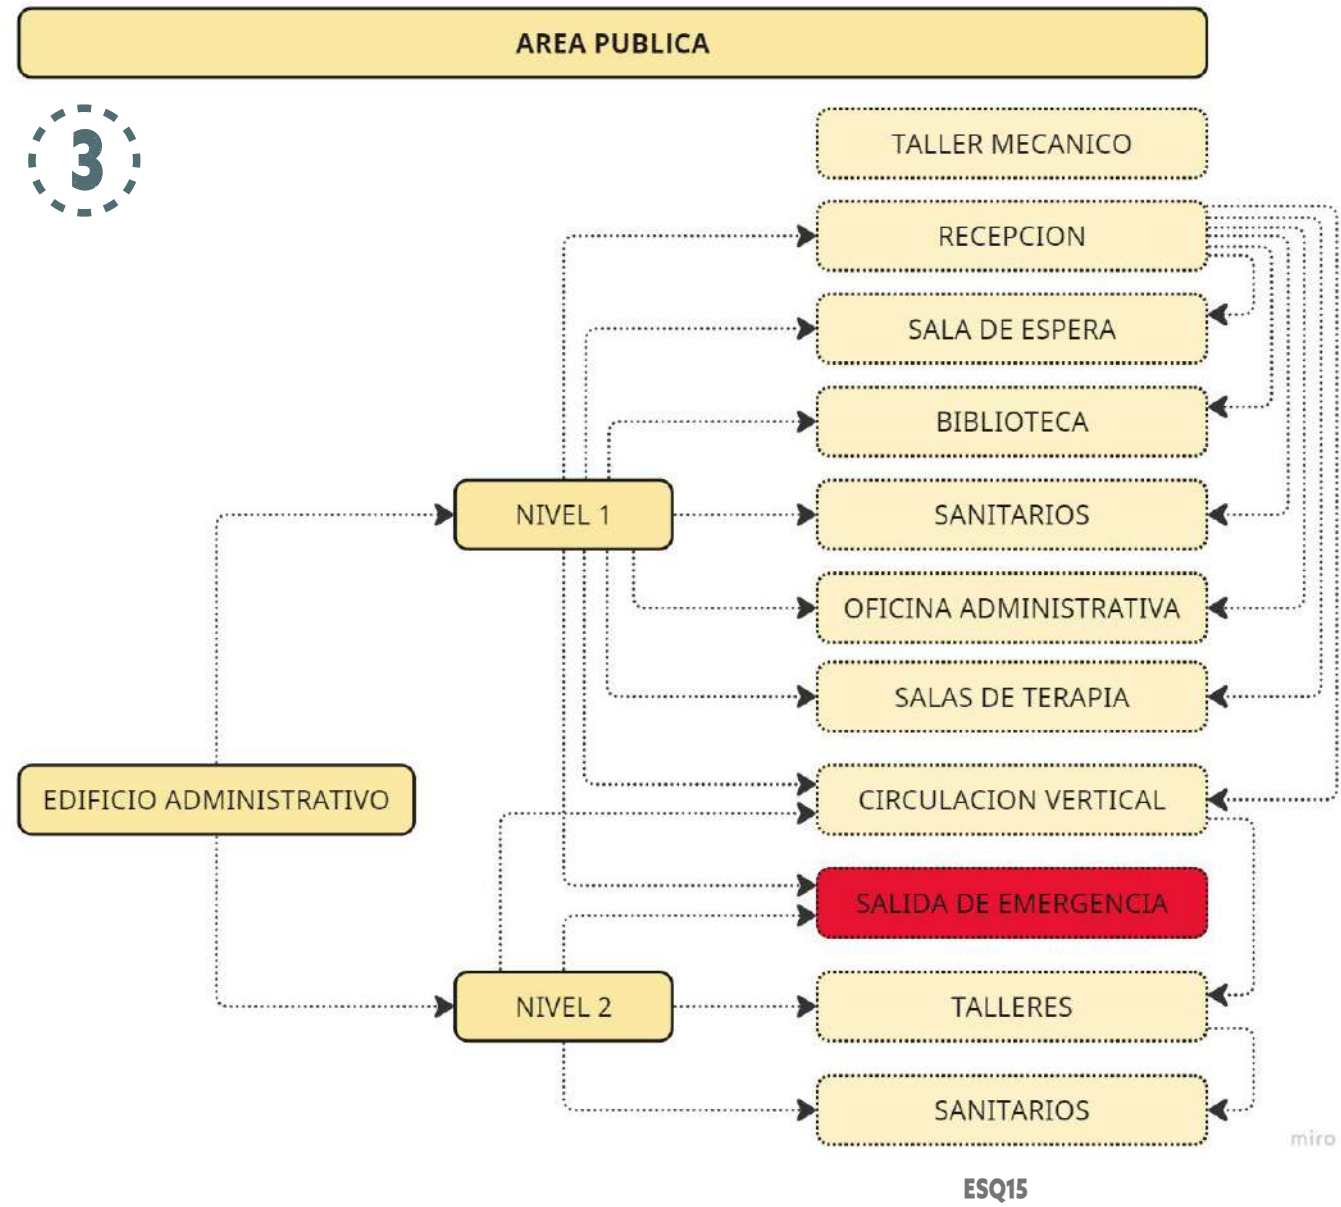 AREA PUBLICA
3
TALLER MECANICO
RECEPCION
SALA DE ESPERA
BIBLIOTECA
NIVEL 1
SANITARIOS
OFICINA ADMINISTRATIVA
SALAS DE TERAPIA
EDIFICIO ADMINISTRATIVO
CIRCULACION VERTICAL
SALIDA DE EMERGENCIA
NIVEL 2
TALLERES
SANITARIOS
miro
ESQ15